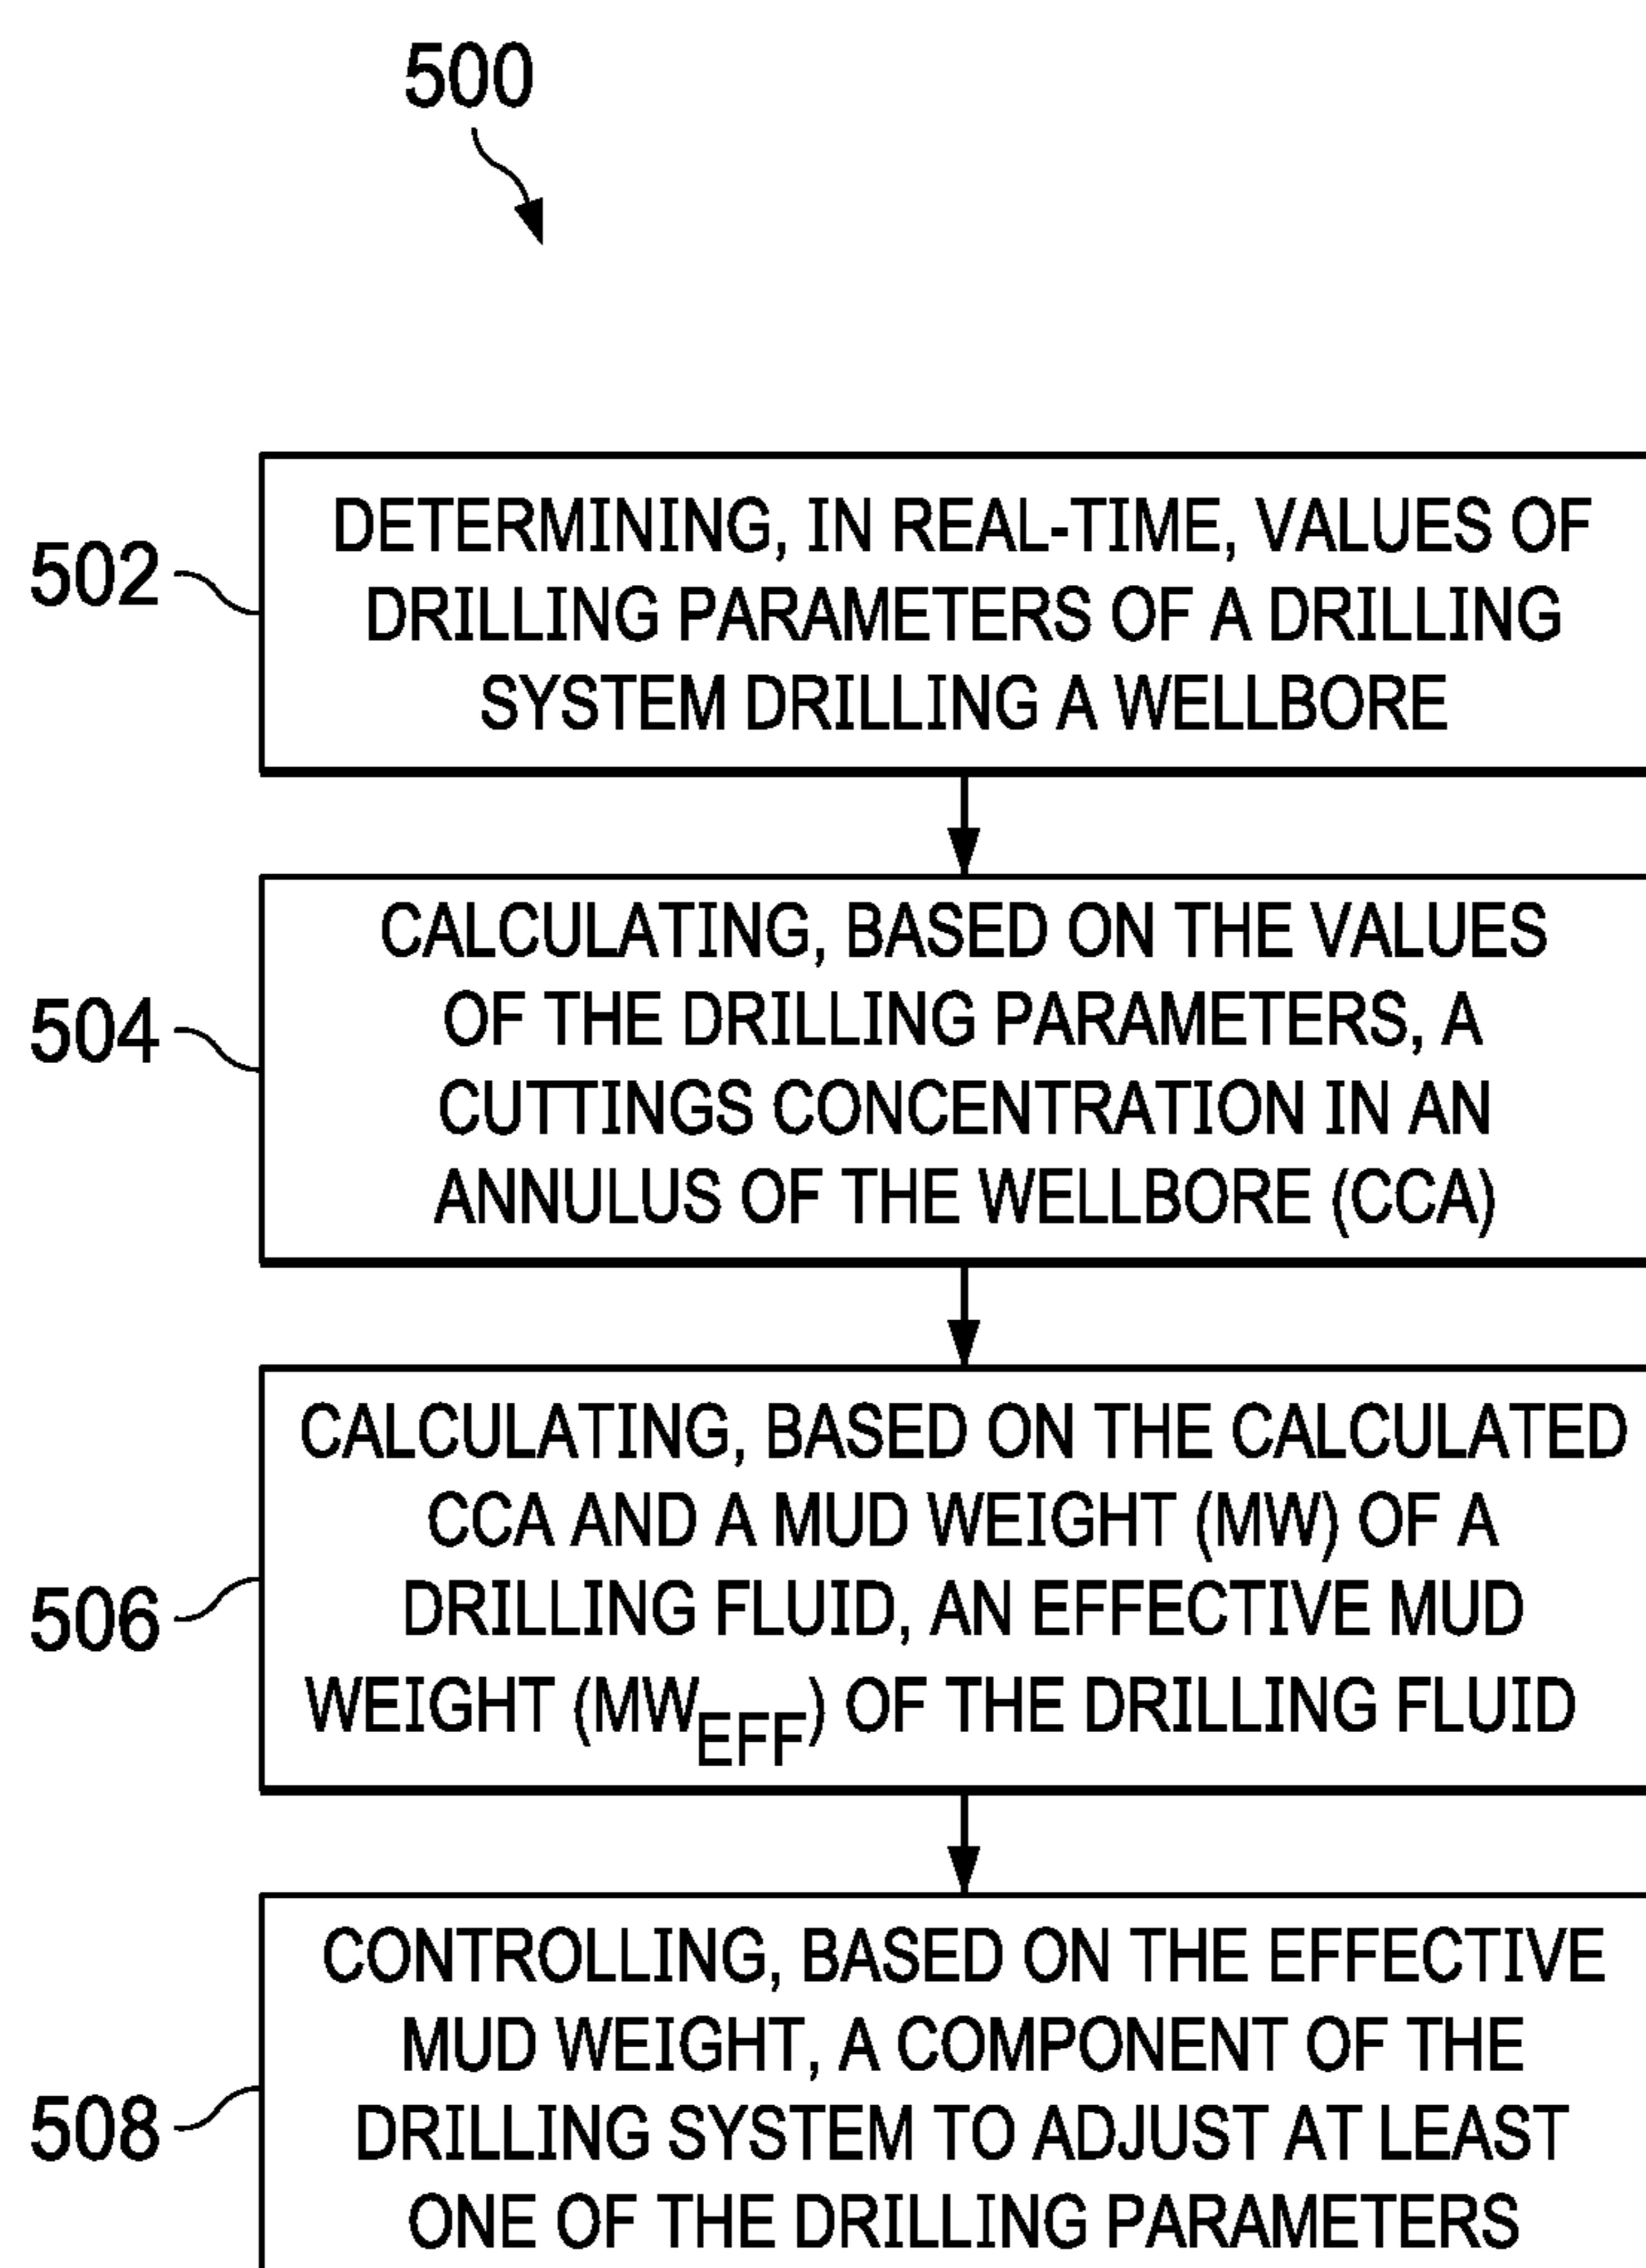 500
502
DETERMINING, IN REAL-TIME, VALUES OF
DRILLING PARAMETERS OF A DRILLING
SYSTEM DRILLING A WELLBORE
504
CALCULATING, BASED ON THE VALUES
OF THE DRILLING PARAMETERS, A
CUTTINGS CONCENTRATION IN AN
ANNULUS OF THE WELLBORE (CCA)
506
CALCULATING, BASED ON THE CALCULATED
CCA AND A MUD WEIGHT (MW) OF A
DRILLING FLUID, AN EFFECTIVE MUD
WEIGHT (MWEFF) OF THE DRILLING FLUID
508
CONTROLLING, BASED ON THE EFFECTIVE
MUD WEIGHT, A COMPONENT OF THE
DRILLING SYSTEM TO ADJUST AT LEAST
ONE OF THE DRILLING PARAMETERS